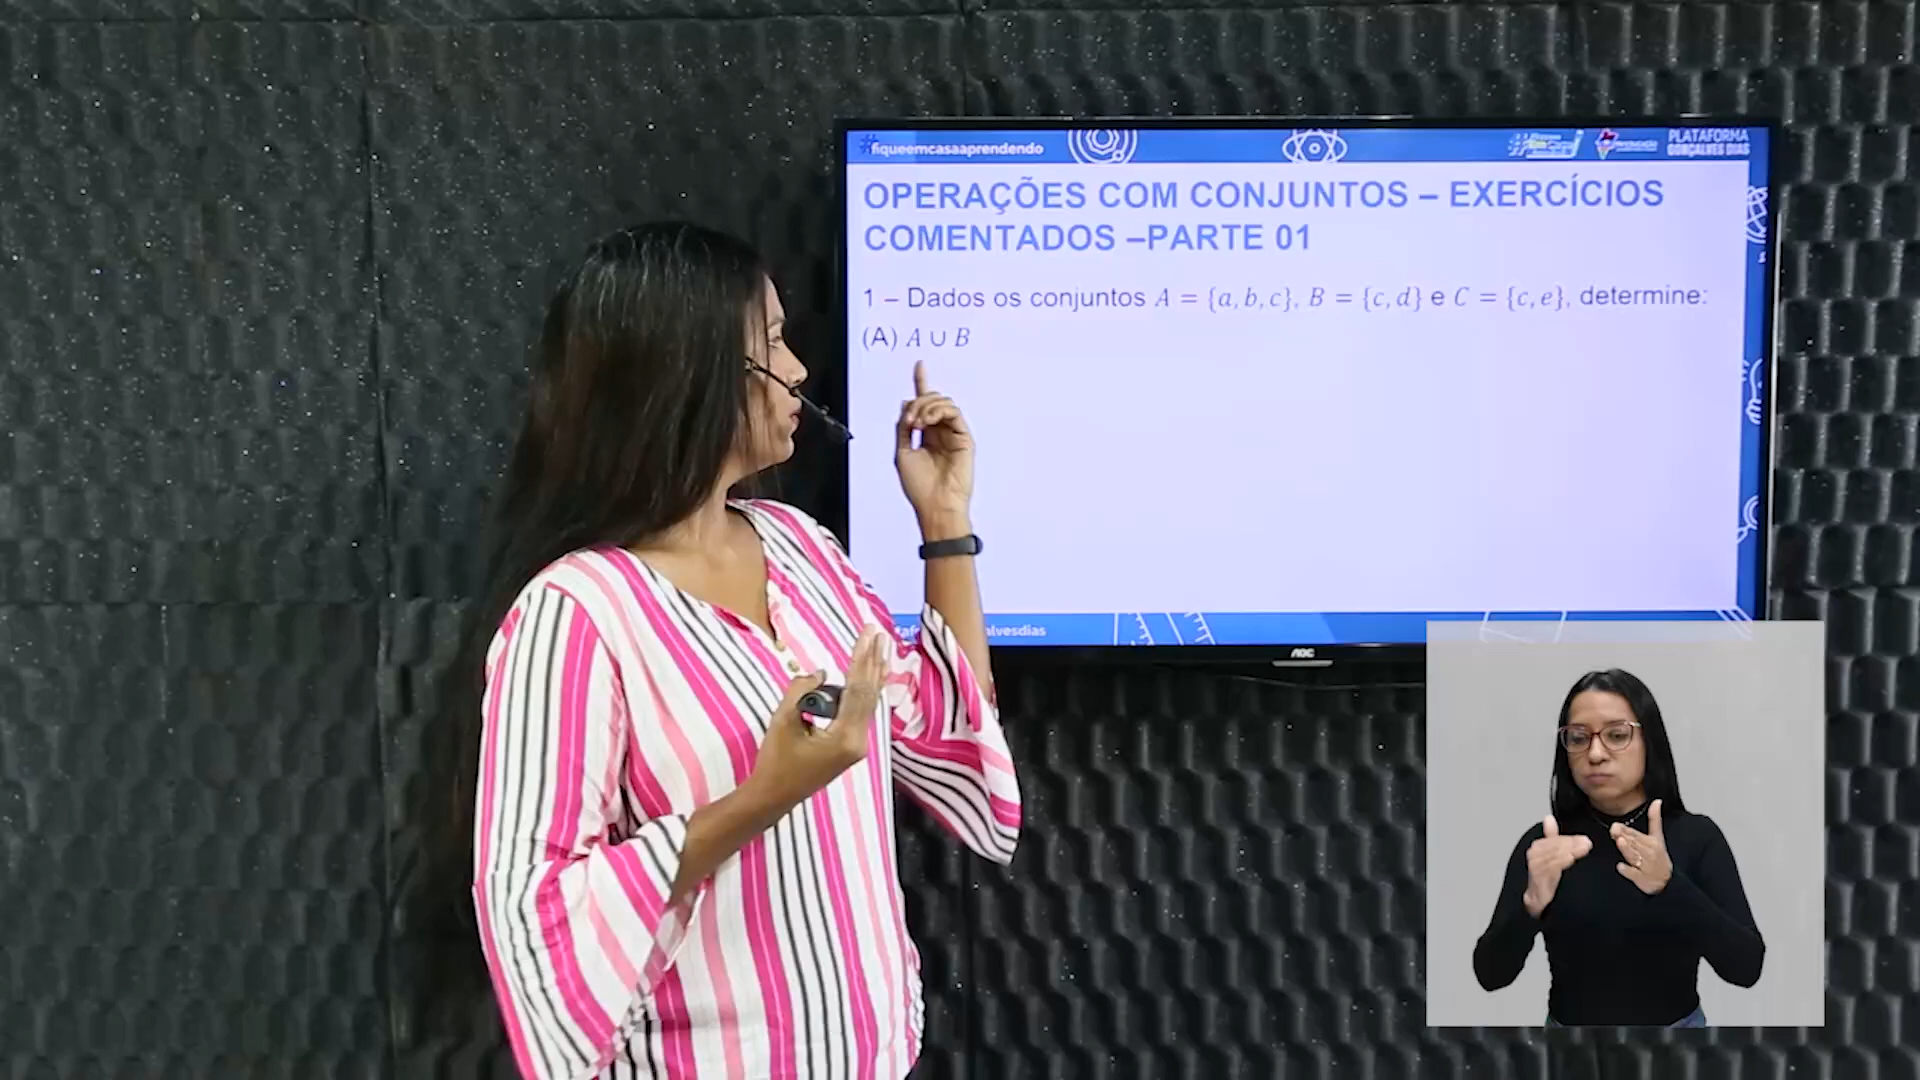 #fiqueemcasaaprendendo
PLATAFORMA
GONÇALVES DIAS
OPERAÇÕES COM CONJUNTOS – EXERCÍCIOS
COMENTADOS –PARTE 01
1 – Dados os conjuntos A = {a, b, c}, B = {c, d} e C = {c, e}, determine:
(A) A ∪ B
AOC